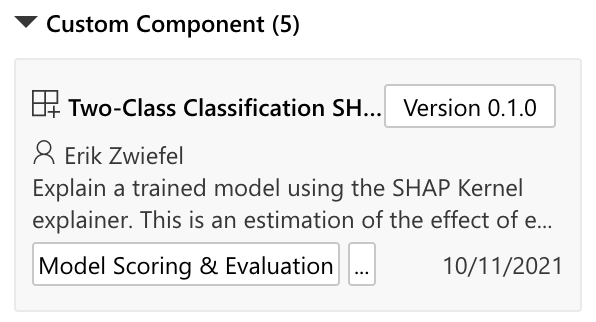 Custom Component (5)
Two-Class Classification SH... Version 0.1.0
Erik Zwiefel
Explain a trained model using the SHAP Kernel
explainer. This is an estimation of the effect of e...
Model Scoring & Evaluation ... 10/11/2021